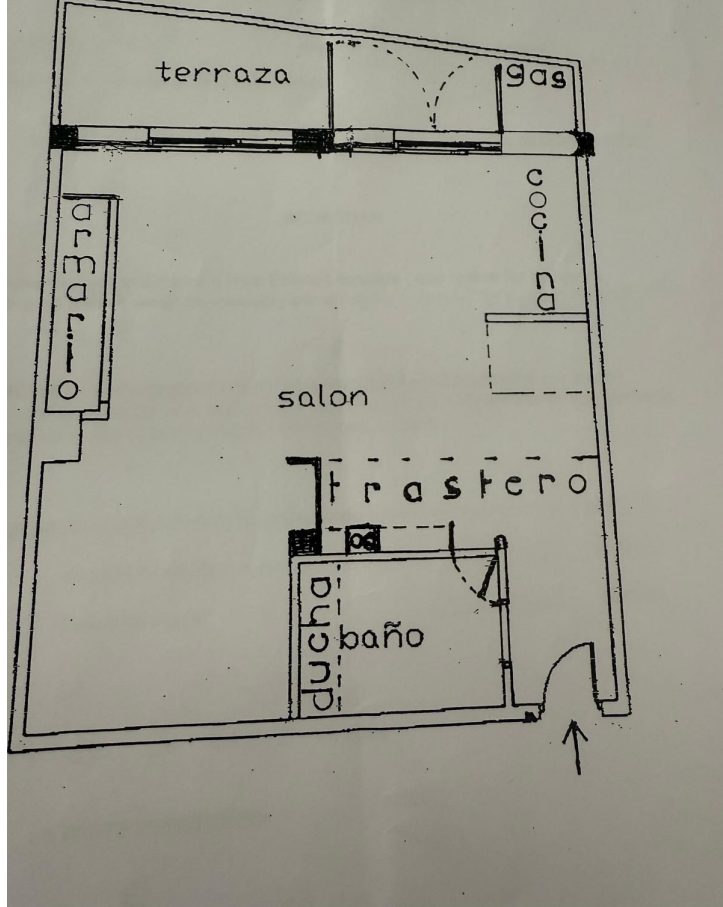 terraza
gas
cocina
armario
salon
trastero
ducha
baño